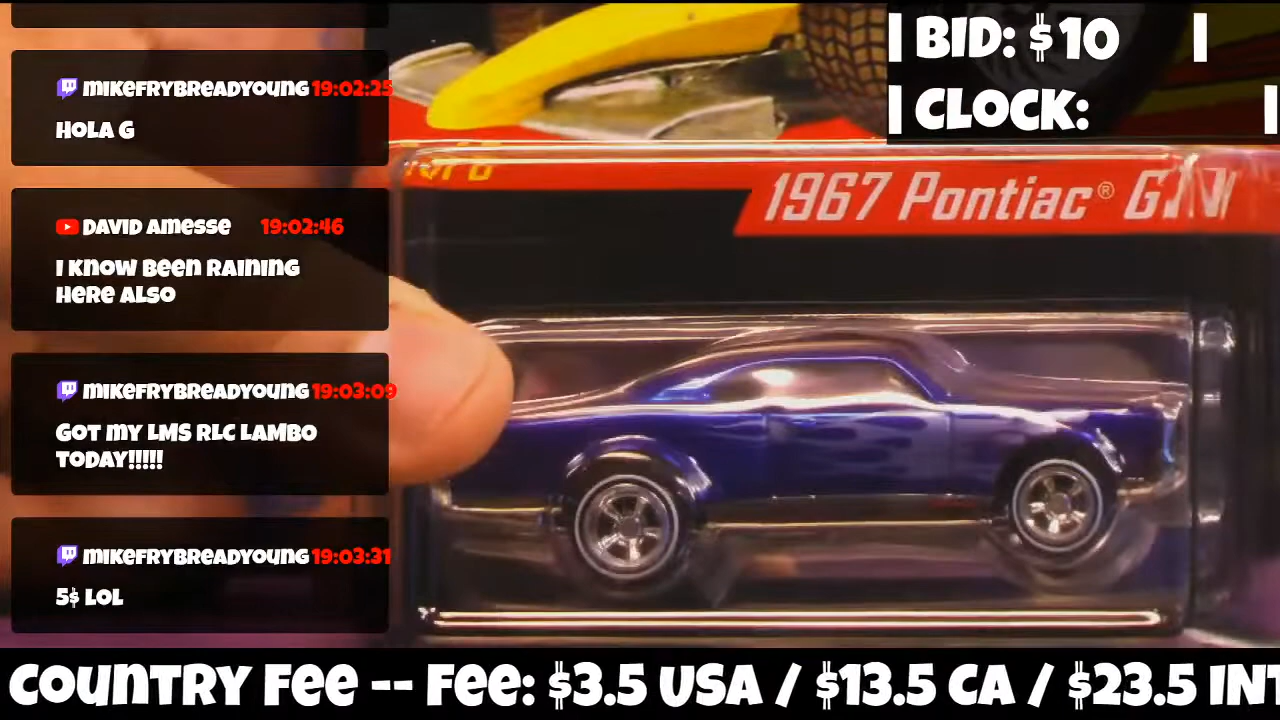 mikefrybreadyoung 19:02:25
HOLA G
DAVID AMESSE 19:02:46
I KNOW BEEN RAINING
HERE ALSO
mikefrybreadyoung 19:03:09
GOT MY LMS RLC LAMBO
TODAY!!!!!
mikefrybreadyoung 19:03:31
5$ LOL
| BID: $10 |
| CLOCK: |
1967 Pontiac®
COUNTRY FEE -- FEE: $3.5 USA / $13.5 CA / $23.5 INT